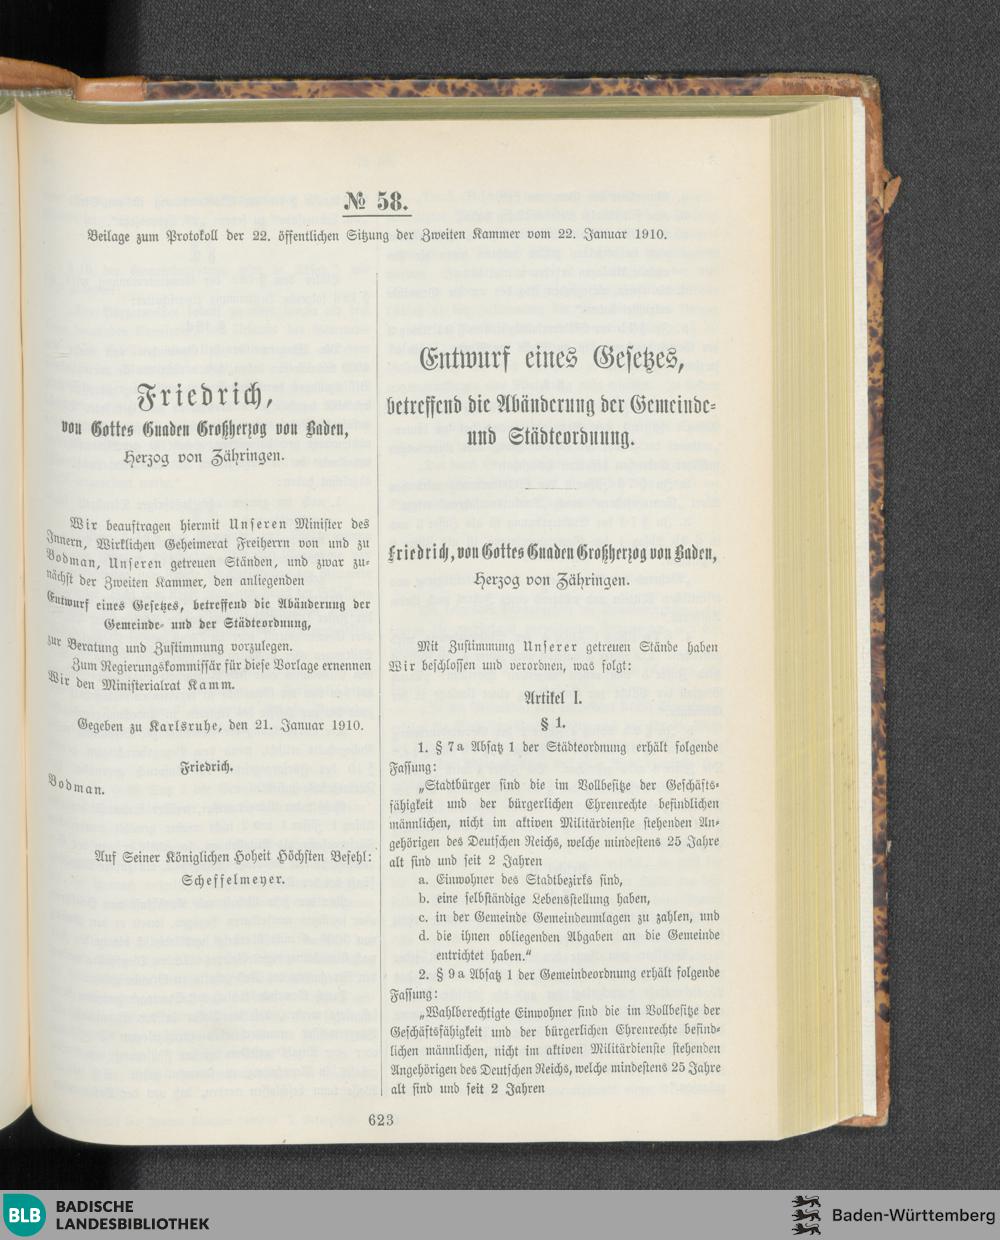 № 58.
Beilage zum Protokoll der 22. öffentlichen Sitzung der Zweiten Kammer vom 22. Januar 1910.
Friedrich,
von Gottes Gnaden Großherzog von Baden,
Herzog von Zähringen.
Wir beauftragen hiermit Unseren Minister des
Innern, Wirklichen Geheimerat Freiherrn von und zu
Bodman, Unseren getreuen Ständen, und zwar zu-
nächst der Zweiten Kammer, den anliegenden
Entwurf eines Gesetzes, betreffend die Abänderung der
Gemeinde- und der Städteordnung,
zur Beratung und Zustimmung vorzulegen.
Zum Regierungskommissär für diese Vorlage ernennen
Wir den Ministerialrat Kamm.
Gegeben zu Karlsruhe, den 21. Januar 1910.
Friedrich.
Bodman.
Auf Seiner Königlichen Hoheit Höchsten Befehl:
Scheffelmeyer.
Entwurf eines Gesetzes,
betreffend die Abänderung der Gemeinde-
und Städteordnung.
Friedrich, von Gottes Gnaden Großherzog von Baden,
Herzog von Zähringen.
Mit Zustimmung Unserer getreuen Stände haben
Wir beschlossen und verordnen, was folgt:
Artikel I.
§ 1.
1. § 7a Absatz 1 der Städteordnung erhält folgende
Fassung:
„Stadtbürger sind die im Vollbesitze der Geschäfts-
fähigkeit und der bürgerlichen Ehrenrechte befindlichen
männlichen, nicht im aktiven Militärdienste stehenden An-
gehörigen des Deutschen Reichs, welche mindestens 25 Jahre
alt sind und seit 2 Jahren
a. Einwohner des Stadtbezirks sind,
b. eine selbständige Lebensstellung haben,
c. in der Gemeinde Gemeindeumlagen zu zahlen, und
d. die ihnen obliegenden Abgaben an die Gemeinde
entrichtet haben.“
2. § 9a Absatz 1 der Gemeindeordnung erhält folgende
Fassung:
„Wahlberechtigte Einwohner sind die im Vollbesitze der
Geschäftsfähigkeit und der bürgerlichen Ehrenrechte befind-
lichen männlichen, nicht im aktiven Militärdienste stehenden
Angehörigen des Deutschen Reichs, welche mindestens 25 Jahre
alt sind und seit 2 Jahren
623
BLB
BADISCHE
LANDESBIBLIOTHEK
Baden-Württemberg